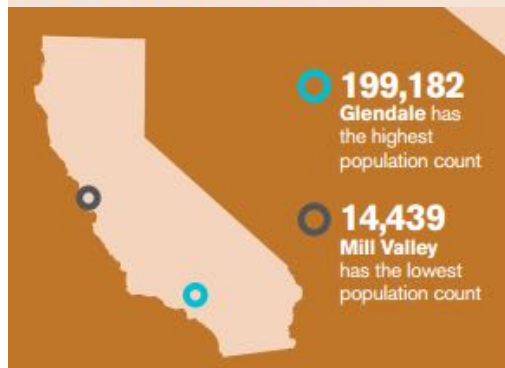 199,182
Glendale has
the highest
population count
14,439
Mill Valley
has the lowest
population count